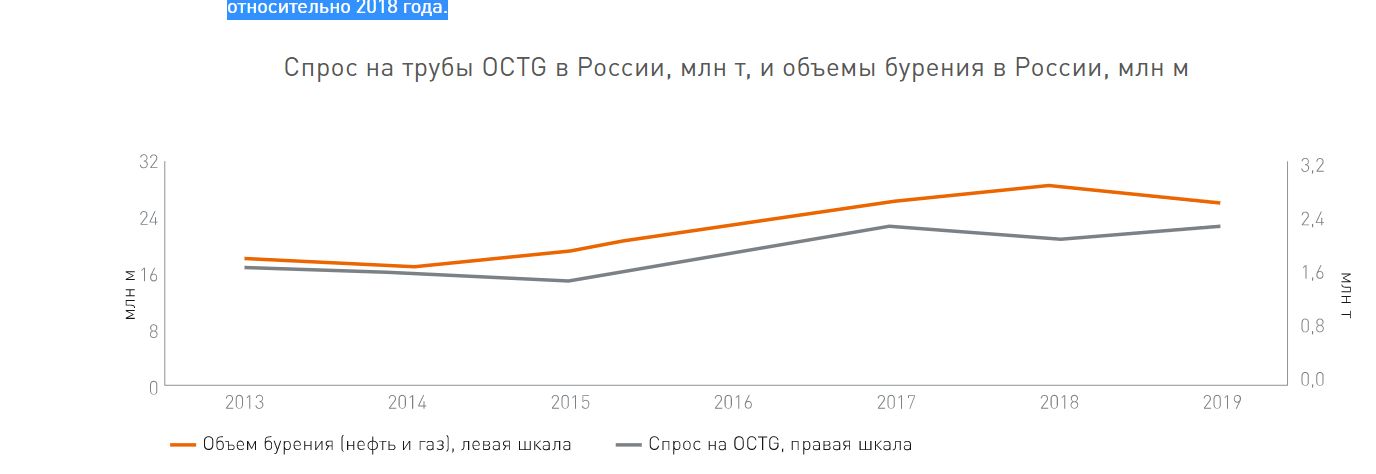 относительно 2018 года.
Спрос на трубы OCTG в России, млн т, и объемы бурения в России, млн м
32
24
16
8
0
млн м
3,2
2,4
1,6
0,8
0,0
млн т
2013 2014 2015 2016 2017 2018 2019
Объем бурения (нефть и газ), левая шкала
Спрос на OCTG, правая шкала